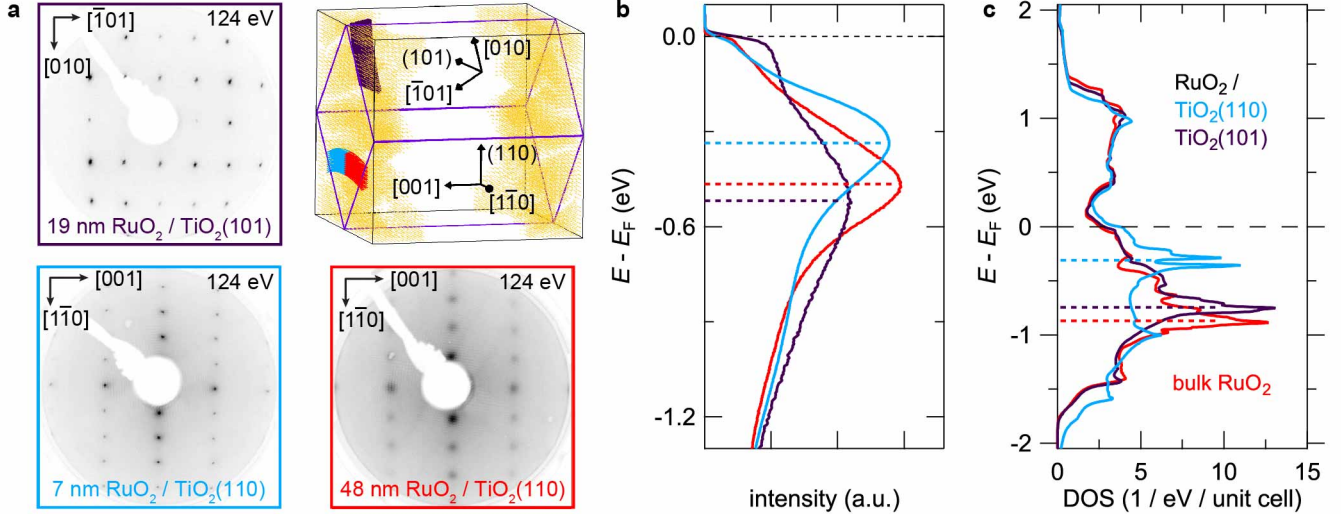 a
[1̅01]
124 eV
[010]
19 nm RuO₂ / TiO₂(101)
[010]
(101)
[1̅01]
(110)
[001]
[11̅0]
[001]
124 eV
[11̅0]
7 nm RuO₂ / TiO₂(110)
[001]
124 eV
[11̅0]
48 nm RuO₂ / TiO₂(110)
b
0.0
-0.6
-1.2
E - E_F (eV)
intensity (a.u.)
c
2
1
0
-1
-2
E - E_F (eV)
RuO₂ /
TiO₂(110)
TiO₂(101)
bulk RuO₂
0
5
10
15
DOS (1 / eV / unit cell)